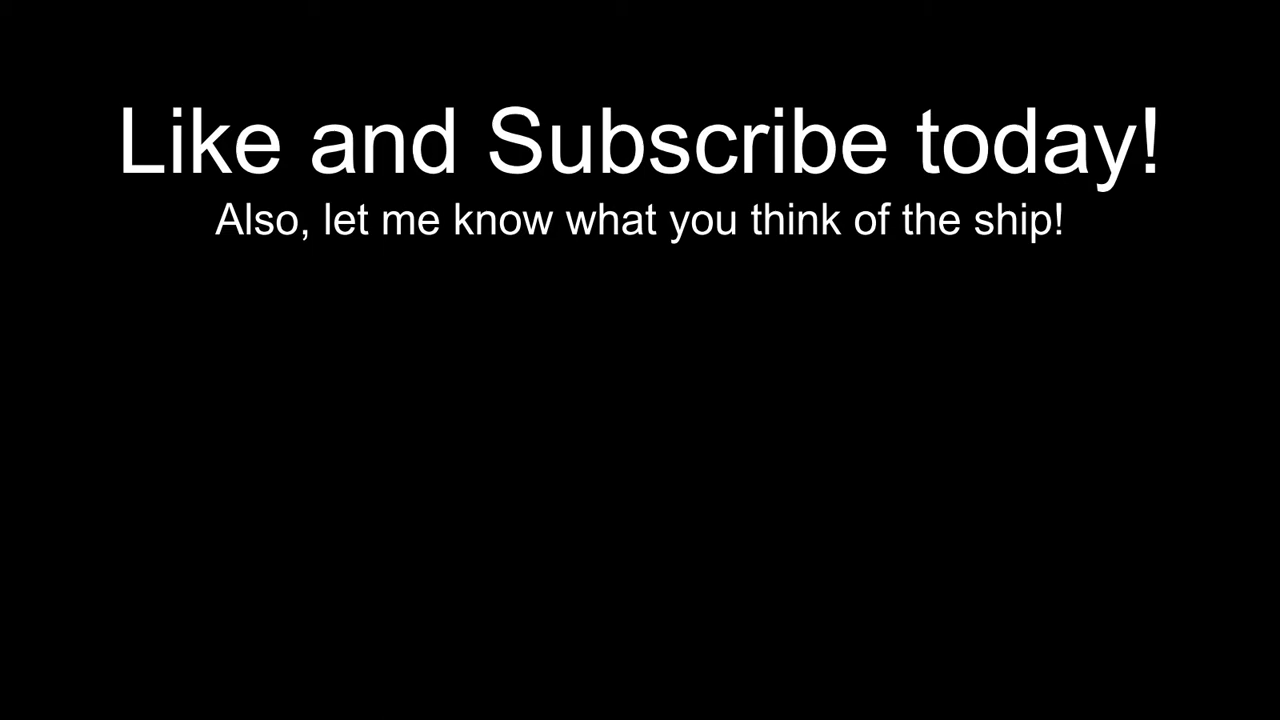 Like and Subscribe today!
Also, let me know what you think of the ship!